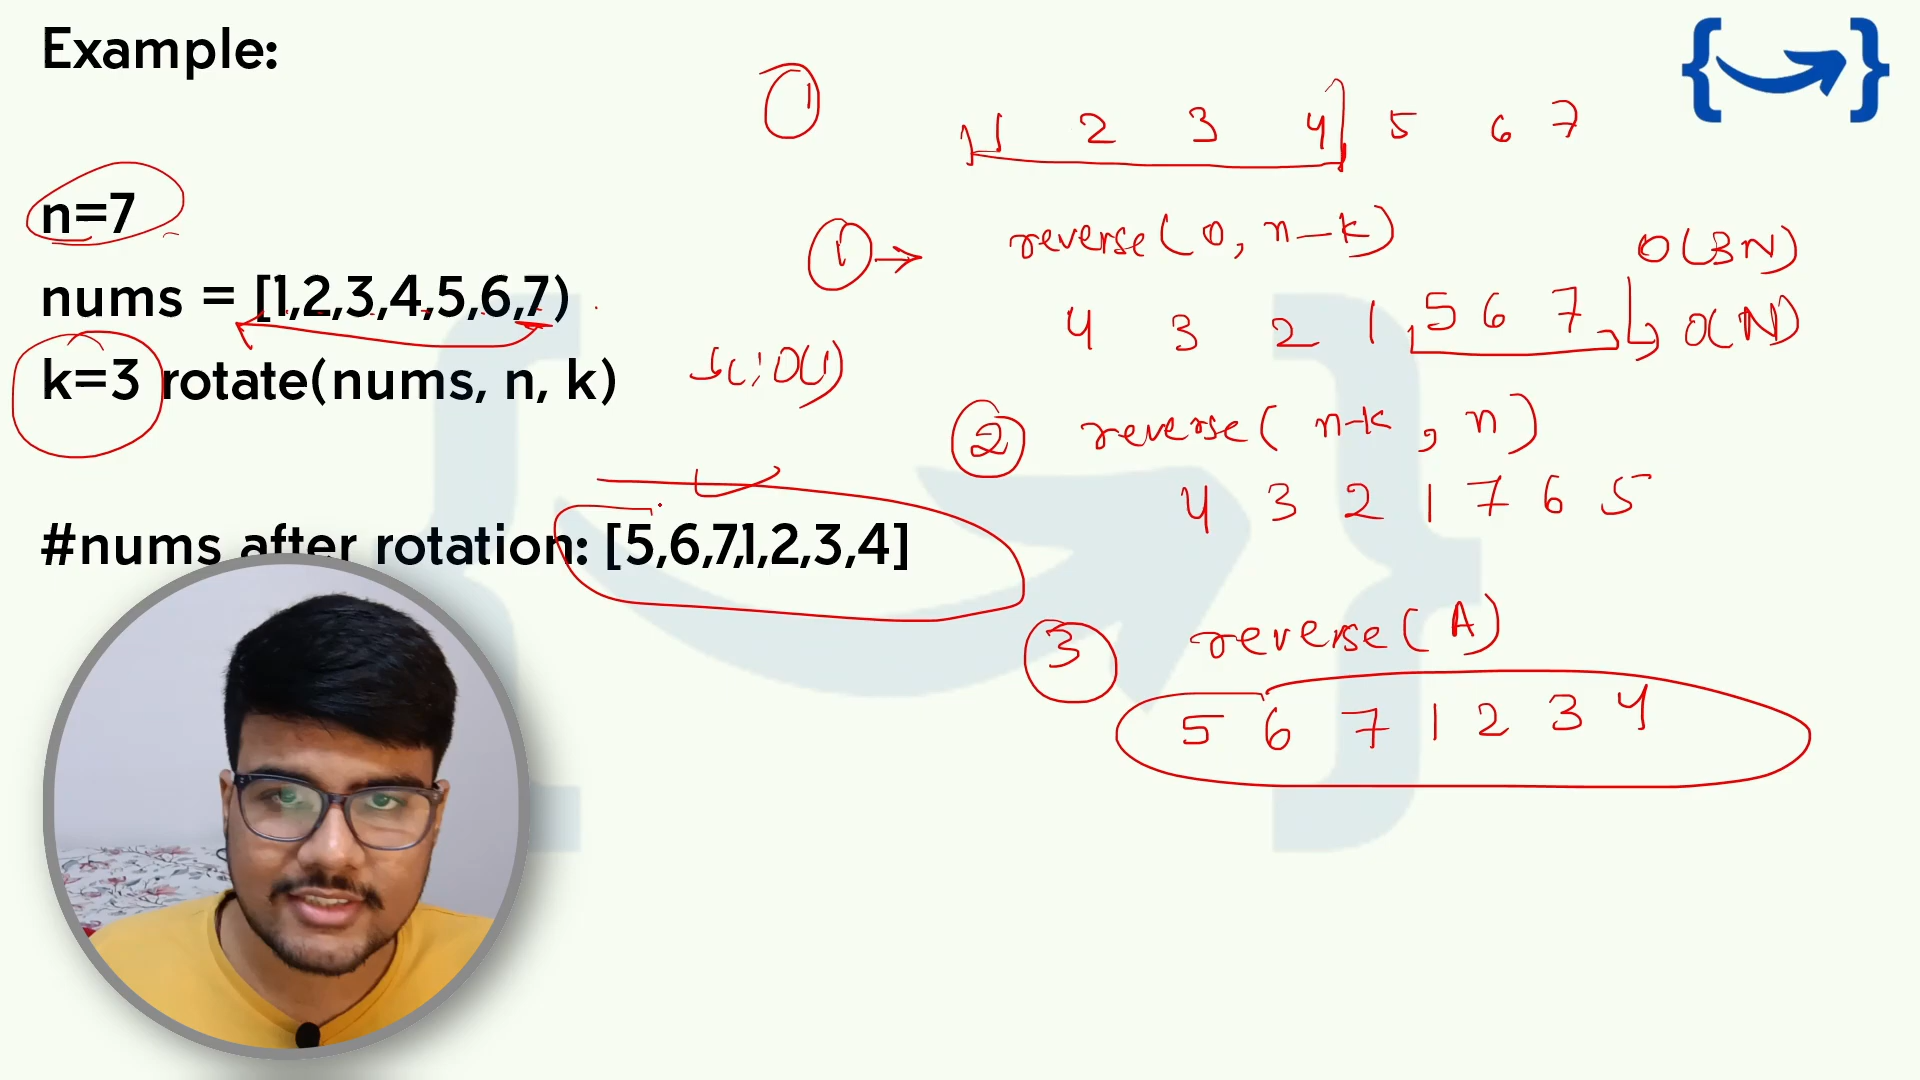 Example:
n=7
nums = [1,2,3,4,5,6,7)
k=3 rotate(nums, n, k)
#nums after rotation: [5,6,7,1,2,3,4]
1
1 2 3 4 5 6 7
1 → reverse(0, n-k)
O(3N)
4 3 2 1 5 6 7
O(N)
SC: O(1)
2 reverse(n-k, n)
4 3 2 1 7 6 5
3 reverse(A)
5 6 7 1 2 3 4